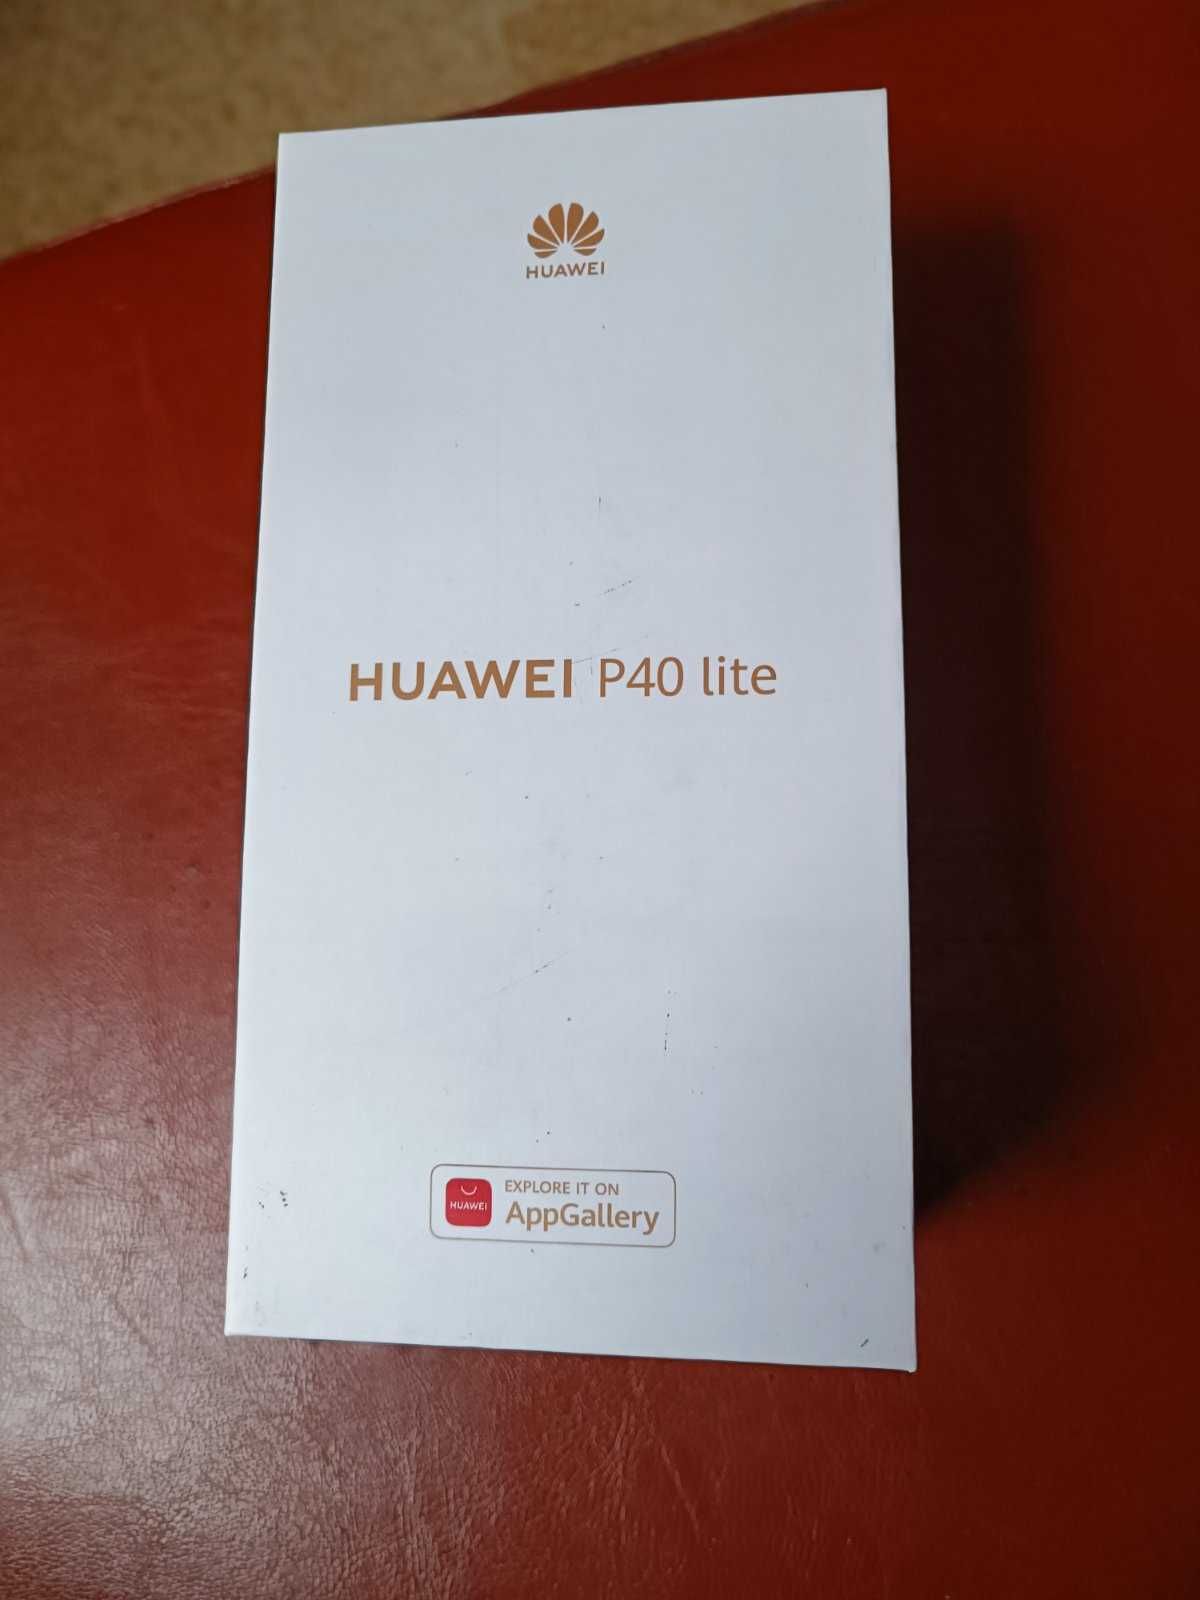 HUAWEI
HUAWEI P40 lite
HUAWEI
EXPLORE IT ON
AppGallery